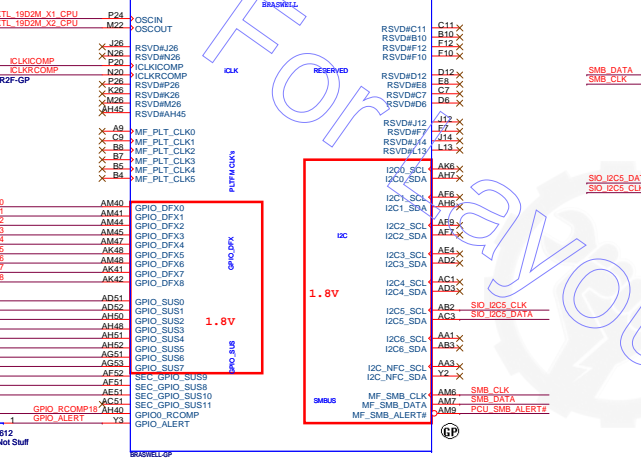 BRASWELL
XTL_19D2M_X1_CPU P24 OSCIN
XTL_19D2M_X2_CPU M22 OSCOUT
J26 RSVD#J26
N26 RSVD#N26
ICLKICOMP P20 ICLKICOMP
ICLKRCOMP N20 ICLKRCOMP
R2F-GP P26 RSVD#P26
K26 RSVD#K26
M26 RSVD#M26
AH45 RSVD#AH45
iCLK
A9 MF_PLT_CLK0
C9 MF_PLT_CLK1
B8 MF_PLT_CLK2
B7 MF_PLT_CLK3
B5 MF_PLT_CLK4
B4 MF_PLT_CLK5
PLTFM CLK's
AM40 GPIO_DFX0
AM41 GPIO_DFX1
AM44 GPIO_DFX2
AM45 GPIO_DFX3
AM47 GPIO_DFX4
AK48 GPIO_DFX5
AM48 GPIO_DFX6
AK41 GPIO_DFX7
AK42 GPIO_DFX8
GPIO_DFX
AD51 GPIO_SUS0
AD52 GPIO_SUS1
AH50 GPIO_SUS2
AH48 GPIO_SUS3
AH51 GPIO_SUS4
AH52 GPIO_SUS5
AG51 GPIO_SUS6
AG53 GPIO_SUS7
AF52 SEC_GPIO_SUS9
AF51 SEC_GPIO_SUS8
AE51 SEC_GPIO_SUS10
AC51 SEC_GPIO_SUS11
GPIO_RCOMP18 AH40 GPIO0_RCOMP
GPIO_ALERT 1 Y3 GPIO_ALERT
1.8V
GPIO_SUS
612
Not Stuff
BRASWELL-GP
RESERVED
RSVD#C11 C11
RSVD#B10 B10
RSVD#F12 F12
RSVD#F10 F10
RSVD#D12 D12
RSVD#E8 E8
RSVD#C7 C7
RSVD#D6 D6
RSVD#J12 J12
RSVD#F7 F7
RSVD#J14 J14
RSVD#L13 L13
I2C0_SCL AK6
I2C0_SDA AH7
I2C1_SCL AF6
I2C1_SDA AH6
I2C2_SCL AF9
I2C2_SDA AF7
I2C
I2C3_SCL AE4
I2C3_SDA AD2
I2C4_SCL AC1
I2C4_SDA AD3
1.8V
I2C5_SCL AB2 SIO_I2C5_CLK
I2C5_SDA AC3 SIO_I2C5_DATA
I2C6_SCL AA1
I2C6_SDA AB3
I2C_NFC_SCL AA3
I2C_NFC_SDA Y2
SMBUS
MF_SMB_CLK AM6 SMB_CLK
MF_SMB_DATA AM7 SMB_DATA
MF_SMB_ALERT# AM9 PCU_SMB_ALERT#
GP
SMB_DATA
SMB_CLK
SIO_I2C5_DAT
SIO_I2C5_CLK
For
Layou